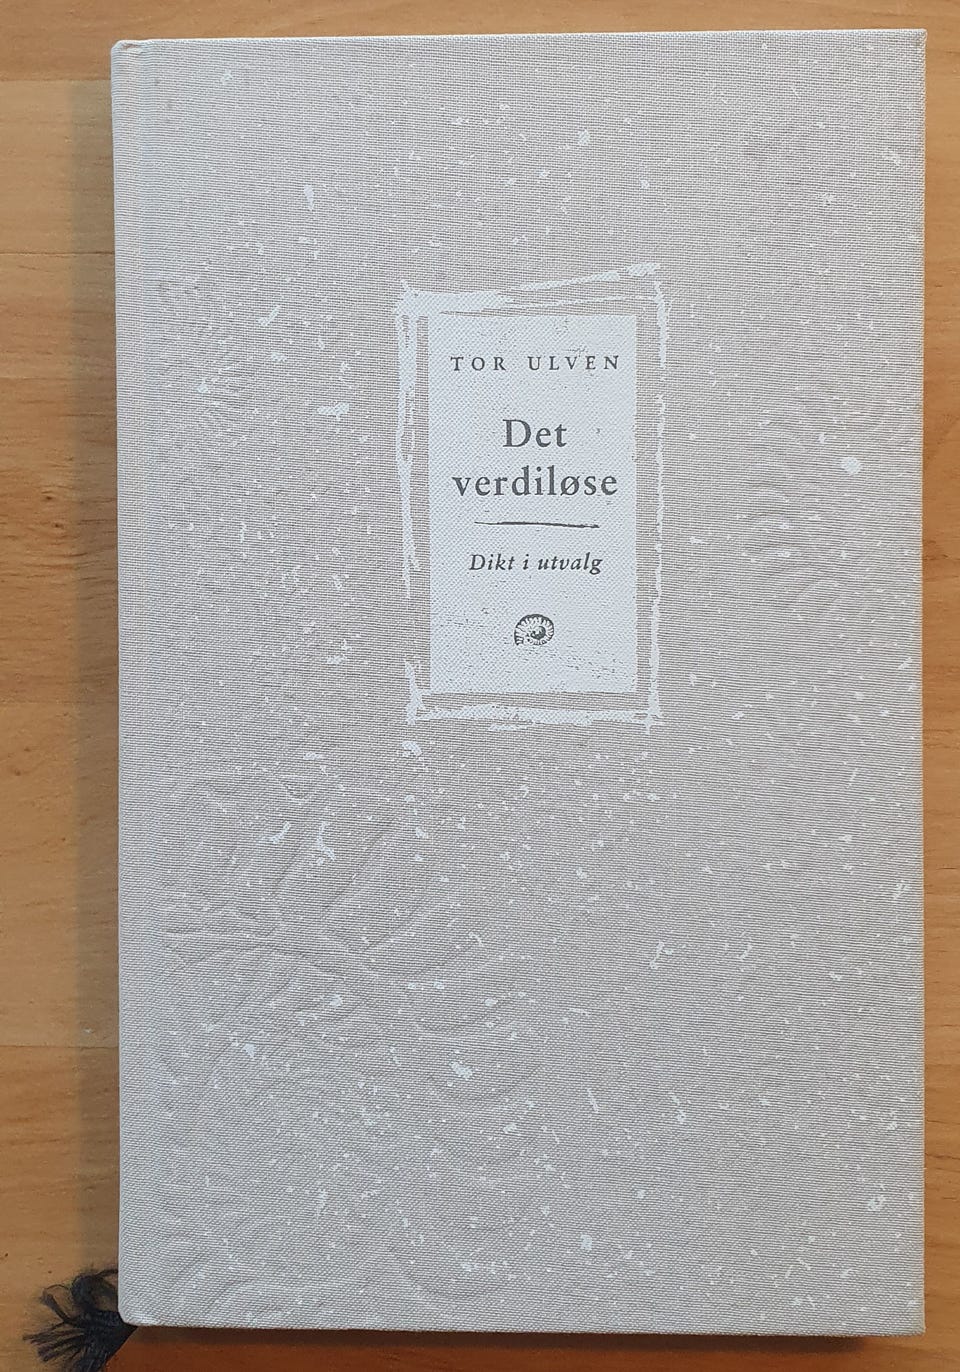 TOR ULVEN
Det
verdiløse
Dikt i utvalg